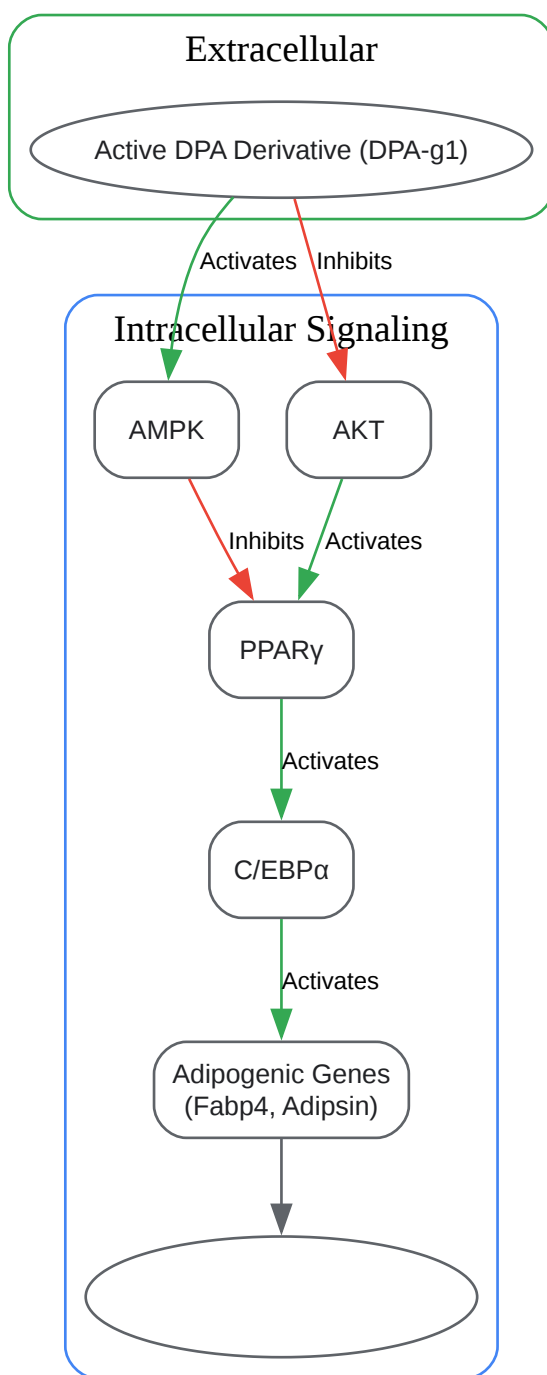 Extracellular
Active DPA Derivative (DPA-g1)
Activates
Inhibits
Intracellular Signaling
AMPK
AKT
Inhibits
Activates
PPARγ
Activates
C/EBPα
Activates
Adipogenic Genes
(Fabp4, Adipsin)